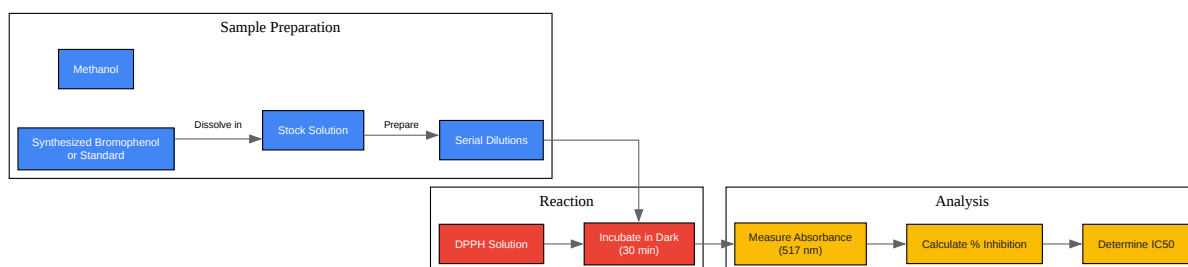 Sample Preparation
Methanol
Dissolve in
Prepare
Synthesized Bromophenol
or Standard
Stock Solution
Serial Dilutions
Reaction
Analysis
DPPH Solution
Incubate in Dark
(30 min)
Measure Absorbance
(517 nm)
Calculate % Inhibition
Determine IC50